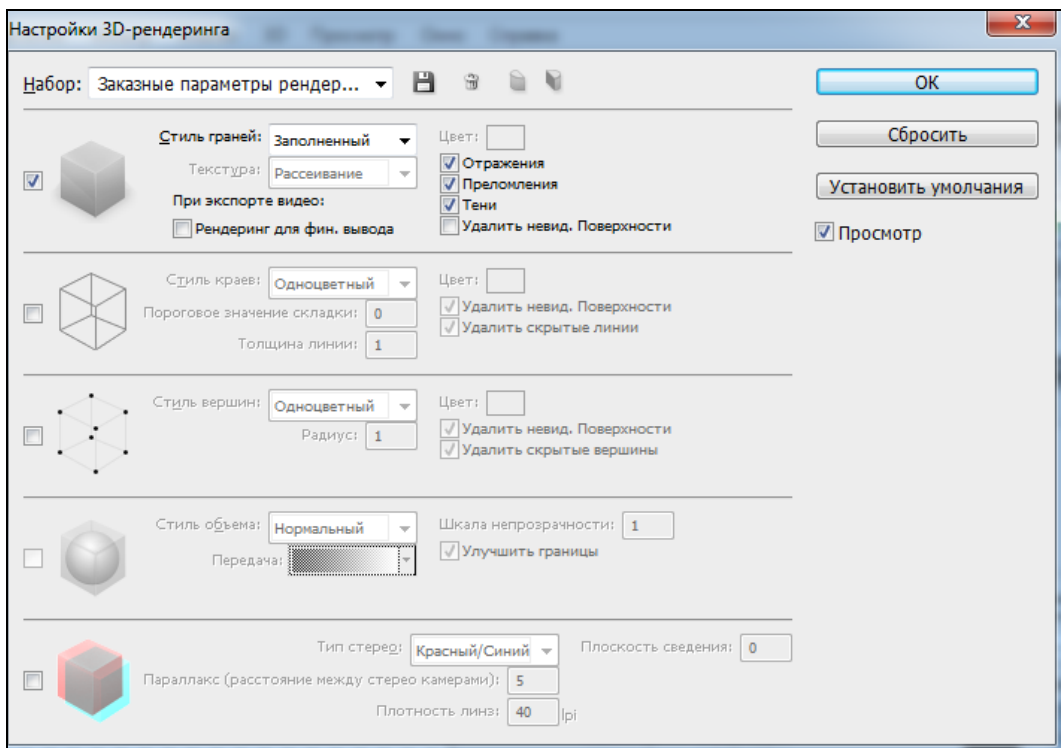 Настройки 3D-рендеринга
3D Просмотр Окно Справка
Набор: Заказные параметры рендер...
OK
Стиль граней: Заполненный Цвет:
Сбросить
Текстура: Рассеивание
Отражения
Преломления
Установить умолчания
При экспорте видео:
Тени
Рендеринг для фин. вывода
Удалить невид. Поверхности
Просмотр
Стиль краев: Одноцветный Цвет:
Пороговое значение складки: 0
Удалить невид. Поверхности
Удалить скрытые линии
Толщина линии: 1
Стиль вершин: Одноцветный Цвет:
Радиус: 1
Удалить невид. Поверхности
Удалить скрытые вершины
Стиль объема: Нормальный Шкала непрозрачности: 1
Передача:
Улучшить границы
Тип стерео: Красный/Синий Плоскость сведения: 0
Параллакс (расстояние между стерео камерами): 5
Плотность линз: 40 lpi